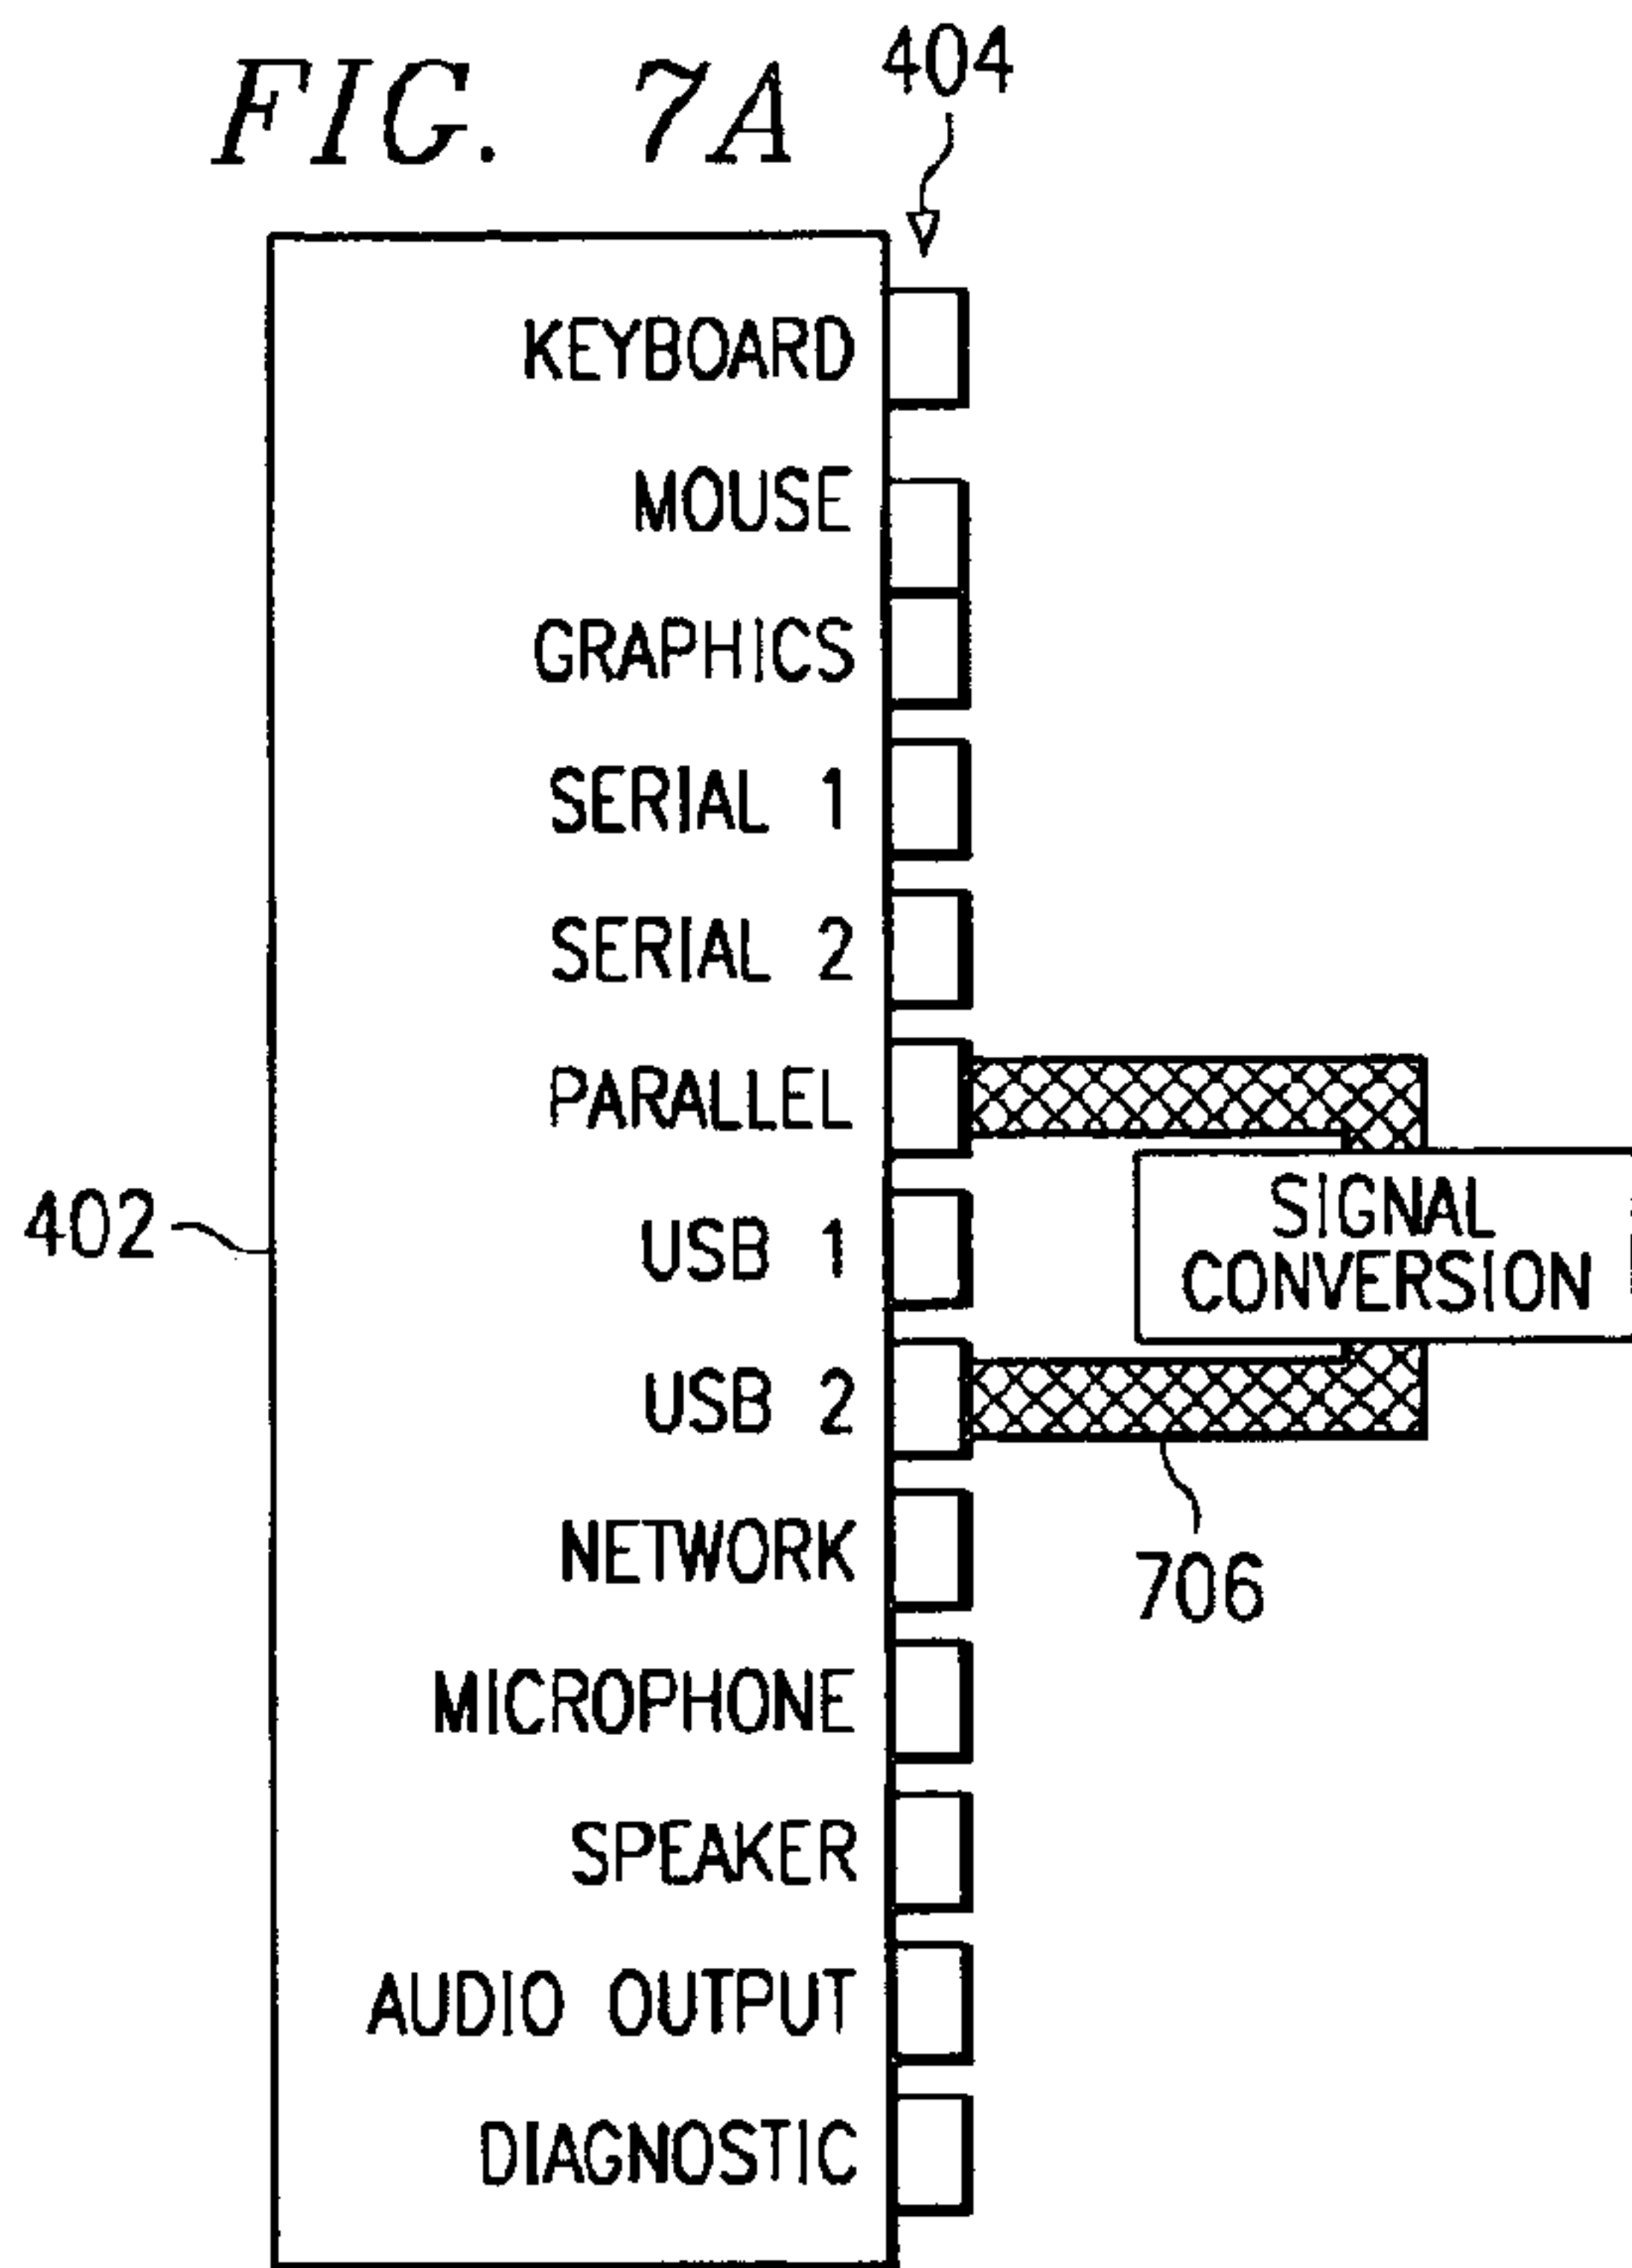 FIG. 7A
404
KEYBOARD
MOUSE
GRAPHICS
SERIAL 1
SERIAL 2
PARALLEL
402
USB 1
SIGNAL
CONVERSION
USB 2
NETWORK
706
MICROPHONE
SPEAKER
AUDIO OUTPUT
DIAGNOSTIC